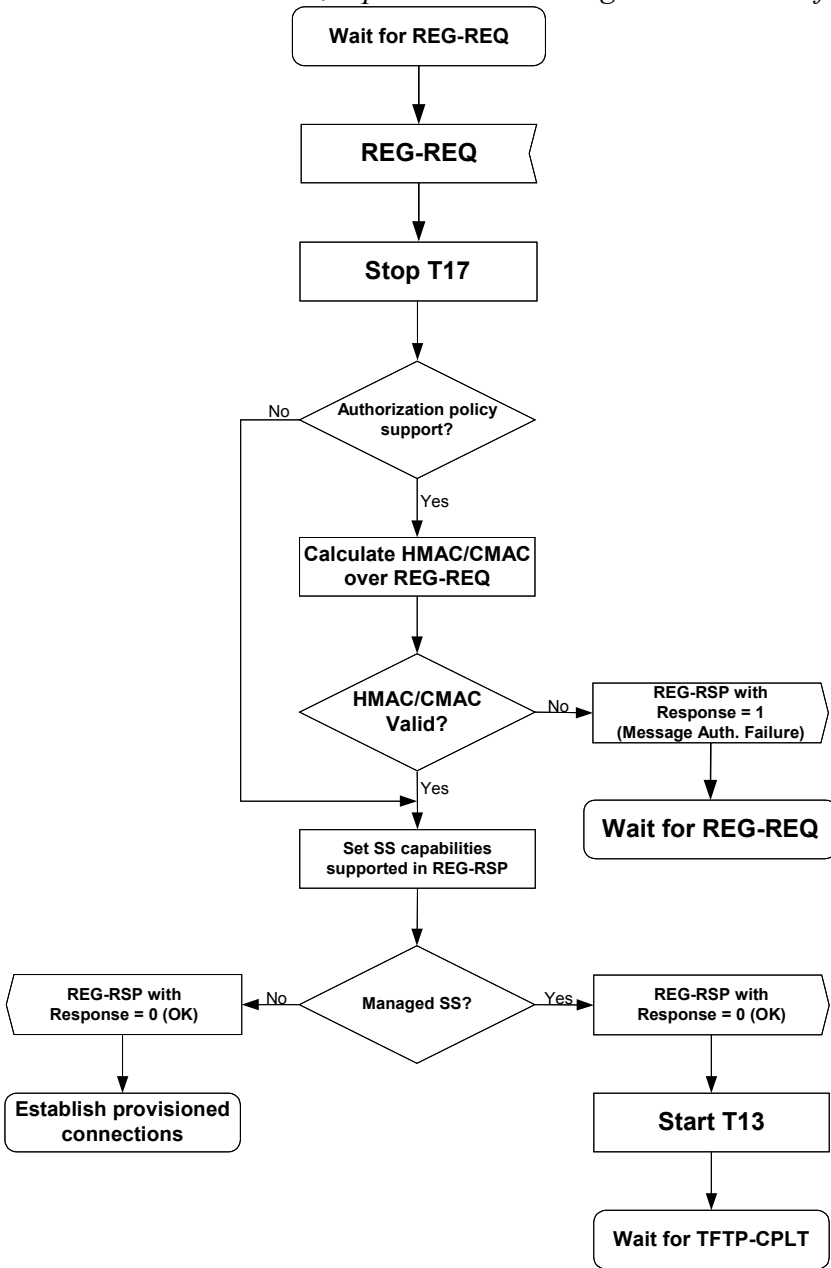 Wait for REG-REQ
REG-REQ
Stop T17
No
Authorization policy
support?
Yes
Calculate HMAC/CMAC
over REG-REQ
HMAC/CMAC
Valid?
No
REG-RSP with
Response = 1
(Message Auth. Failure)
Yes
Wait for REG-REQ
Set SS capabilities
supported in REG-RSP
REG-RSP with
Response = 0 (OK)
No
Managed SS?
Yes
REG-RSP with
Response = 0 (OK)
Establish provisioned
connections
Start T13
Wait for TFTP-CPLT